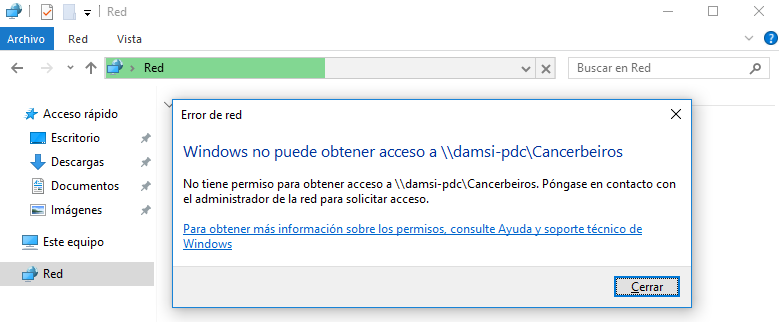 Red
Archivo Red Vista
Red
Buscar en Red
Acceso rápido
Escritorio
Descargas
Documentos
Imágenes
Este equipo
Red
Error de red
Windows no puede obtener acceso a \\damsi-pdc\Cancerbeiros
No tiene permiso para obtener acceso a \\damsi-pdc\Cancerbeiros. Póngase en contacto con
el administrador de la red para solicitar acceso.
Para obtener más información sobre los permisos, consulte Ayuda y soporte técnico de
Windows
Cerrar